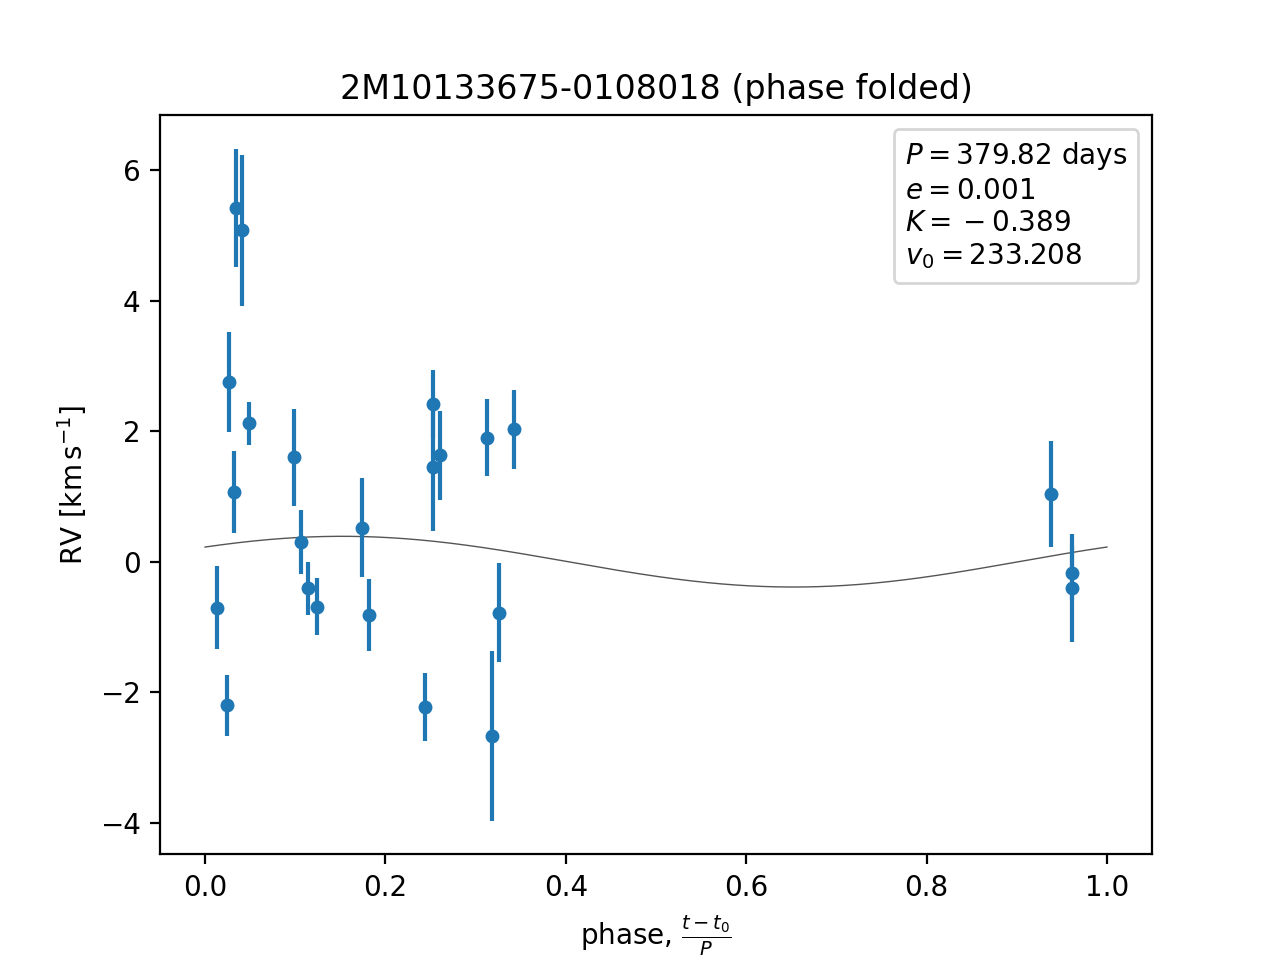 2M10133675-0108018 (phase folded)
P = 379.82 days
e = 0.001
K = −0.389
v₀ = 233.208
6
4
2
0
−2
−4
RV [km s⁻¹]
0.0 0.2 0.4 0.6 0.8 1.0
phase, (t − t₀)/P